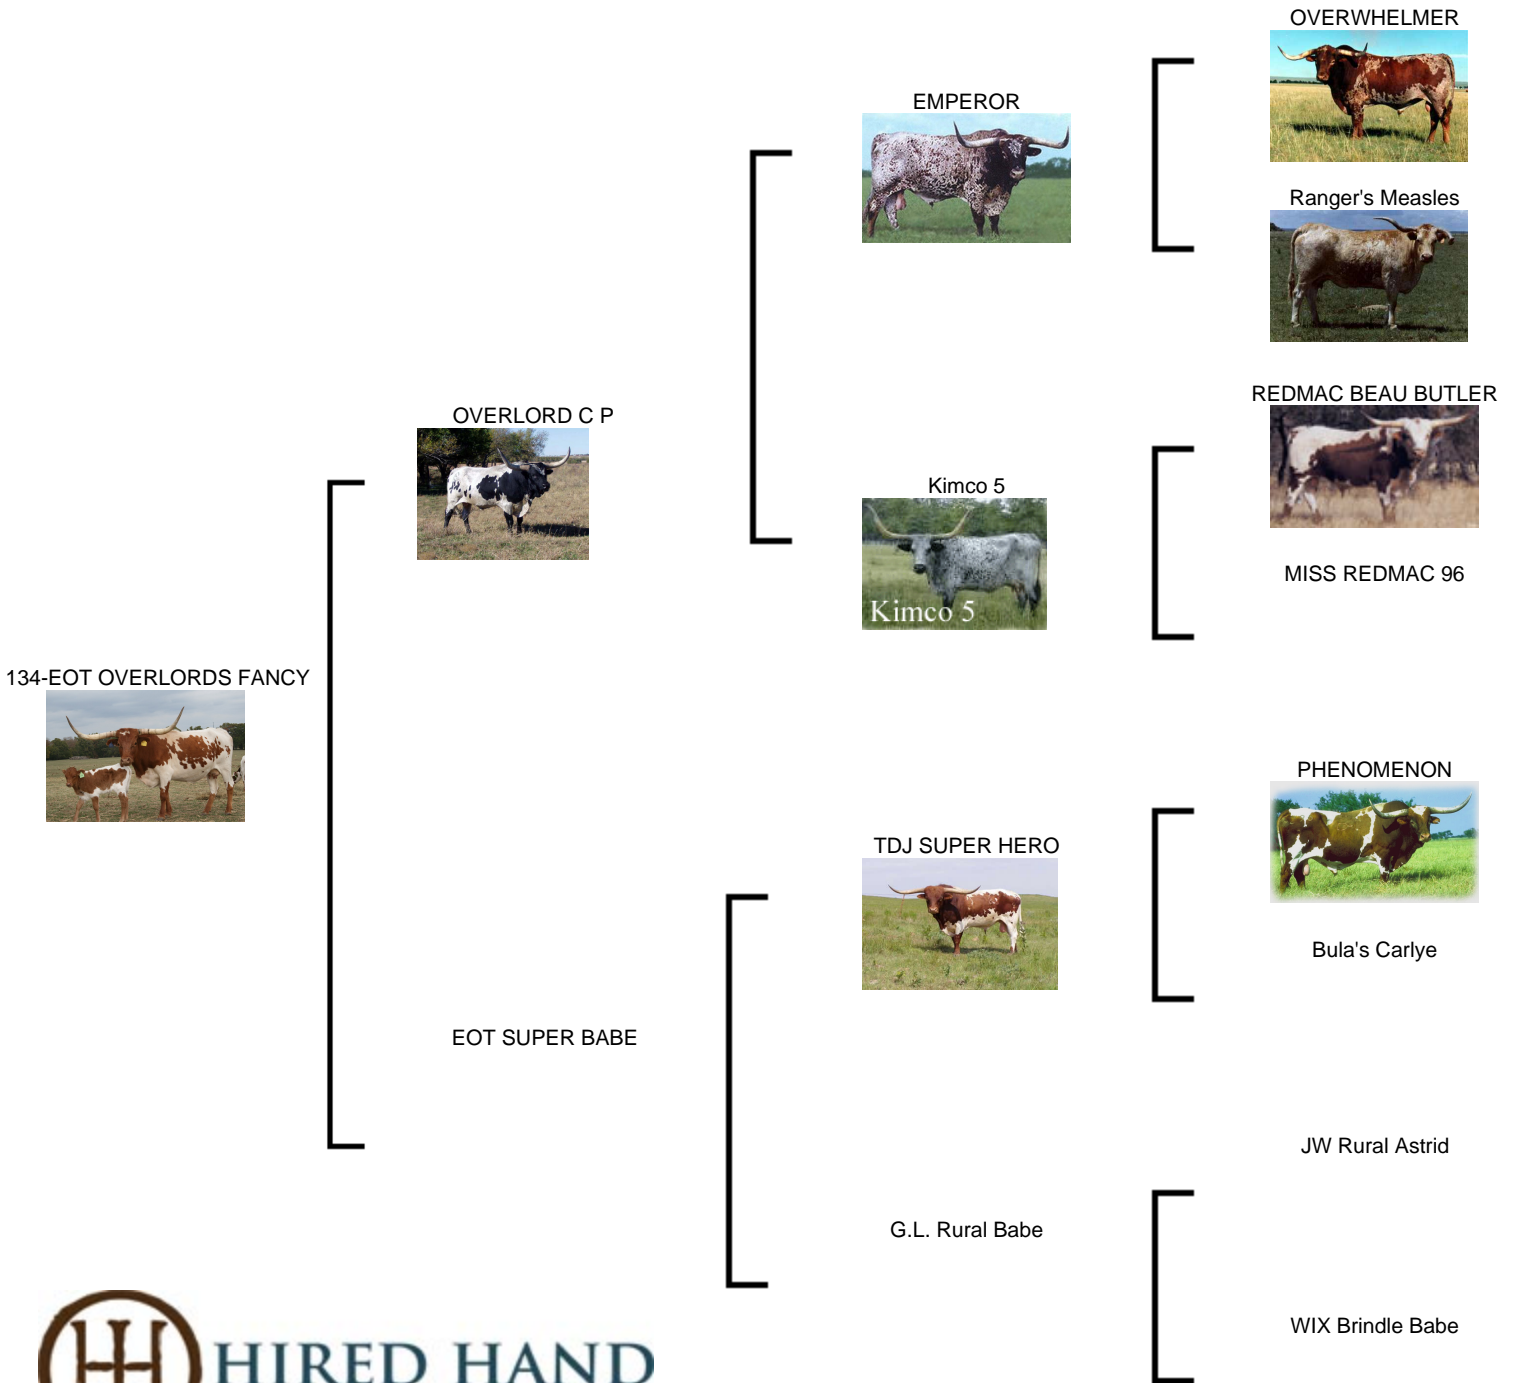 OVERWHELMER
EMPEROR
Ranger's Measles
REDMAC BEAU BUTLER
OVERLORD C P
Kimco 5
Kimco 5
MISS REDMAC 96
134-EOT OVERLORDS FANCY
PHENOMENON
TDJ SUPER HERO
Bula's Carlye
EOT SUPER BABE
JW Rural Astrid
G.L. Rural Babe
WIX Brindle Babe
HIRED HAND